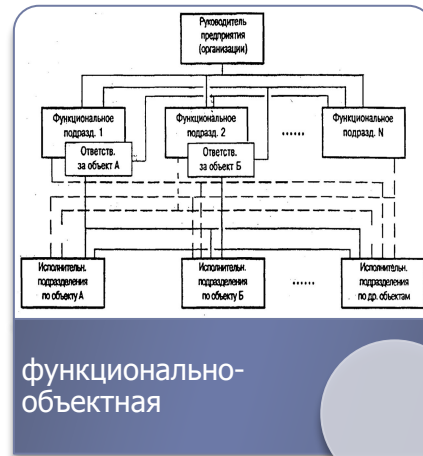 Руководитель
предприятия
(организации)
Функциональное
подразд. 1
Функциональное
подразд. 2
......
Функциональное
подразд. N
Ответств.
за объект А
Ответств.
за объект Б
Исполнительн.
подразделения
по объекту А
Исполнительн.
подразделения
по объекту Б
......
Исполнительн.
подразделения
по др. объектам
функционально-
объектная